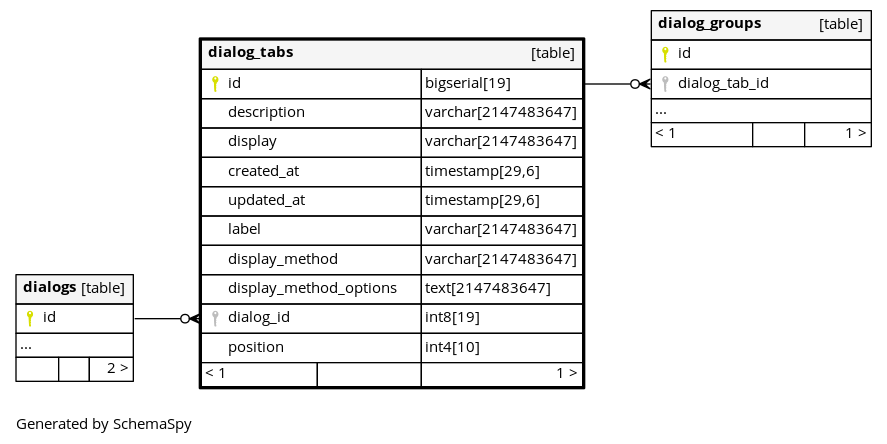 dialog_groups [table]
id
dialog_tab_id
...
< 1 1 >
dialog_tabs [table]
id bigserial[19]
description varchar[2147483647]
display varchar[2147483647]
created_at timestamp[29,6]
updated_at timestamp[29,6]
label varchar[2147483647]
display_method varchar[2147483647]
display_method_options text[2147483647]
dialog_id int8[19]
position int4[10]
< 1 1 >
dialogs [table]
id
...
2 >
Generated by SchemaSpy